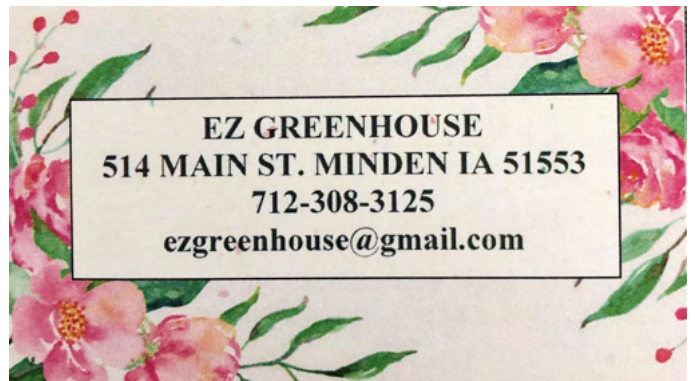 EZ GREENHOUSE
514 MAIN ST. MINDEN IA 51553
712-308-3125
ezgreenhouse@gmail.com